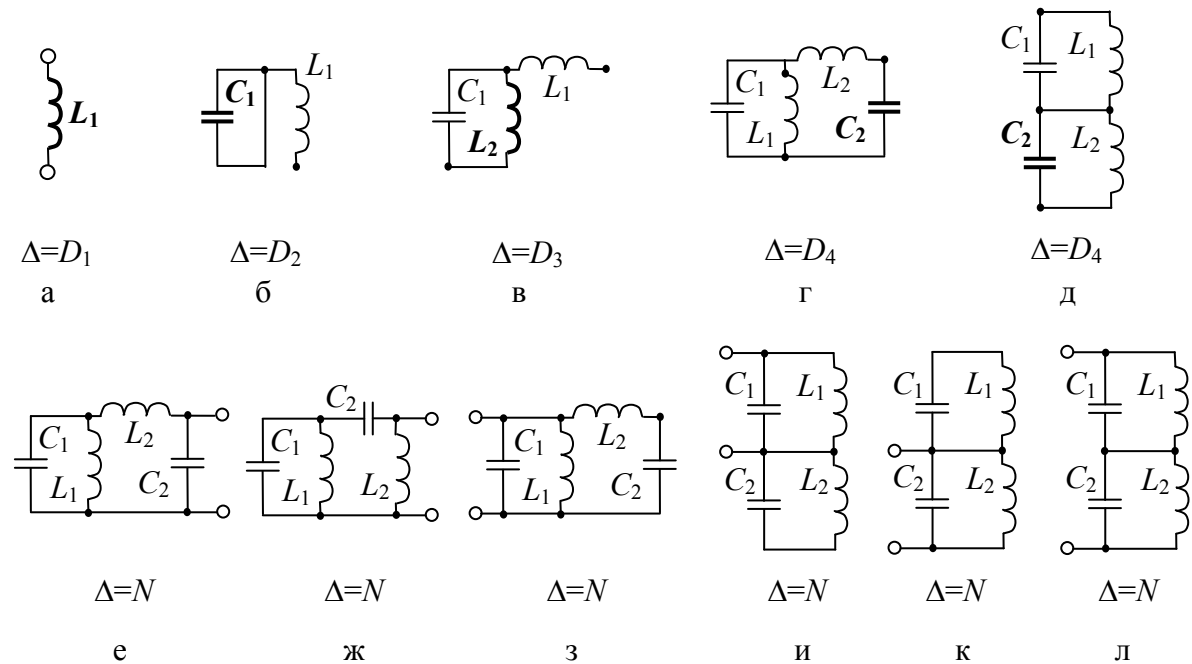 L₁
C₁ L₁
C₁ L₂ L₁
C₁ L₁ L₂ C₂
C₁ L₁
C₂ L₂
Δ=D₁ Δ=D₂ Δ=D₃ Δ=D₄ Δ=D₄
а б в г д
C₁ L₁ L₂ C₂
C₁ L₁ C₂ L₂
C₁ L₁ L₂ C₂
C₁ L₁
C₂ L₂
C₁ L₁
C₂ L₂
C₁ L₁
C₂ L₂
Δ=N Δ=N Δ=N Δ=N Δ=N Δ=N
е ж з и к л